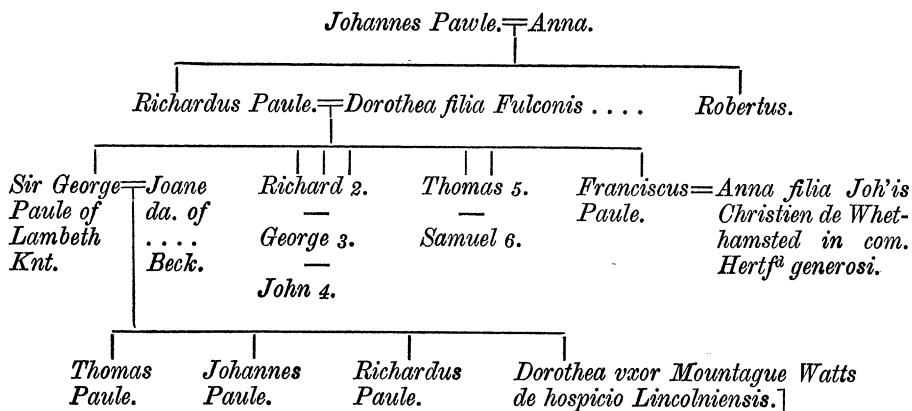 Johannes Pawle.=Anna.
Richardus Paule.=Dorothea filia Fulconis . . . . Robertus.
Sir George=Joane
Paule of da. of
Lambeth . . . .
Knt. Beck.
Richard 2.
—
George 3.
—
John 4.
Thomas 5.
—
Samuel 6.
Franciscus=Anna filia Joh'is
Paule. Christien de Whet-
hamsted in com.
Hertfᵈ generosi.
Thomas
Paule.
Johannes
Paule.
Richardus
Paule.
Dorothea vxor Mountague Watts
de hospicio Lincolniensis.]